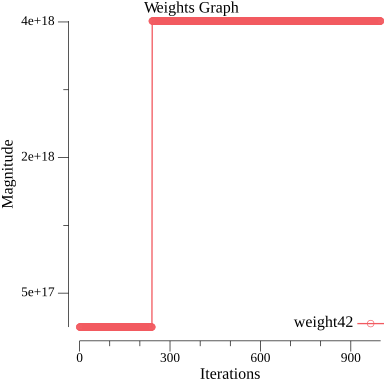 Weights Graph
4e+18
2e+18
5e+17
Magnitude
weight42
0 300 600 900
Iterations